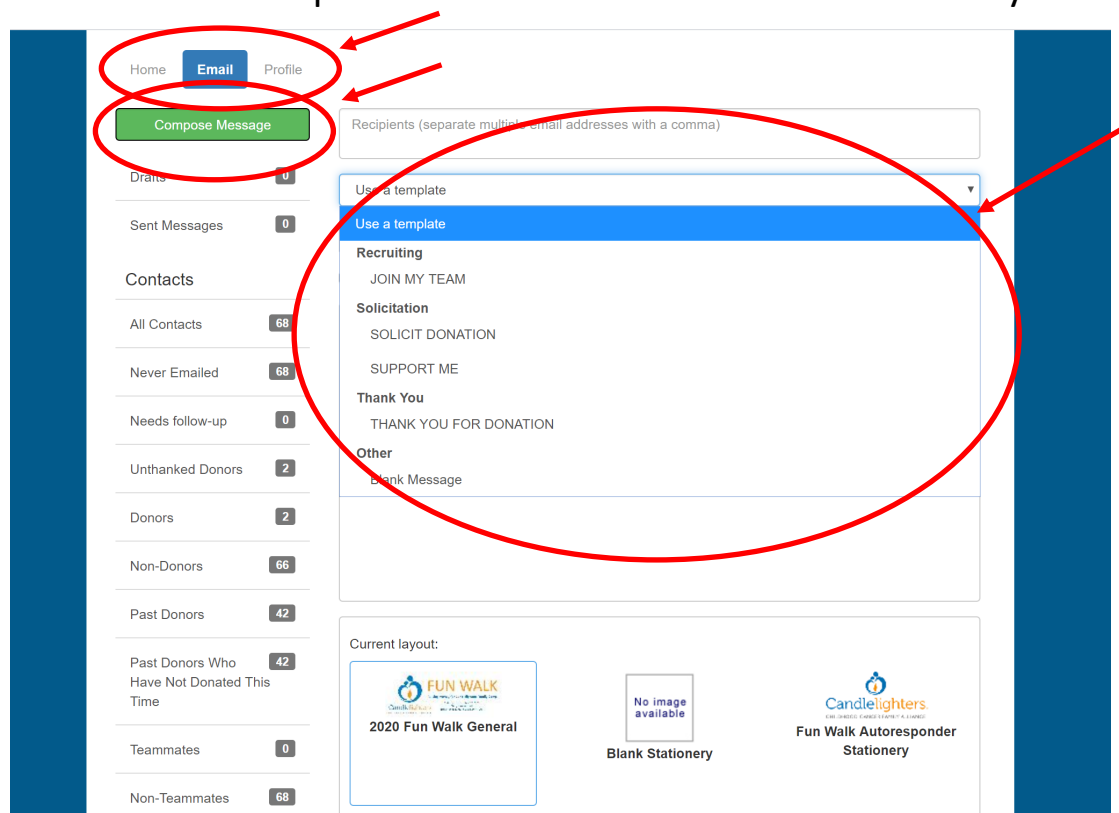 Home Email Profile
Compose Message
Recipients (separate multiple email addresses with a comma)
Drafts 0
Use a template
Sent Messages 0
Use a template
Recruiting
JOIN MY TEAM
Solicitation
SOLICIT DONATION
SUPPORT ME
Thank You
THANK YOU FOR DONATION
Other
Blank Message
Contacts
All Contacts 68
Never Emailed 68
Needs follow-up 0
Unthanked Donors 2
Donors 2
Non-Donors 66
Past Donors 42
Past Donors Who 42
Have Not Donated This
Time
Teammates 0
Non-Teammates 68
Current layout:
FUN WALK
Candlelighters
2020 Fun Walk General
No image
available
Blank Stationery
Candlelighters
Fun Walk Autoresponder
Stationery